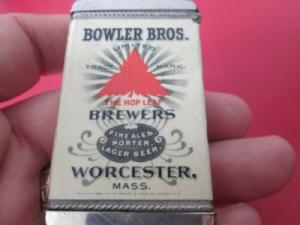 BOWLER BROS.
LIMITED
TRADE MARK.
THE HOP LEAF
BREWERS
FINE ALES,
PORTER,
LAGER BEER.
WORCESTER,
MASS.